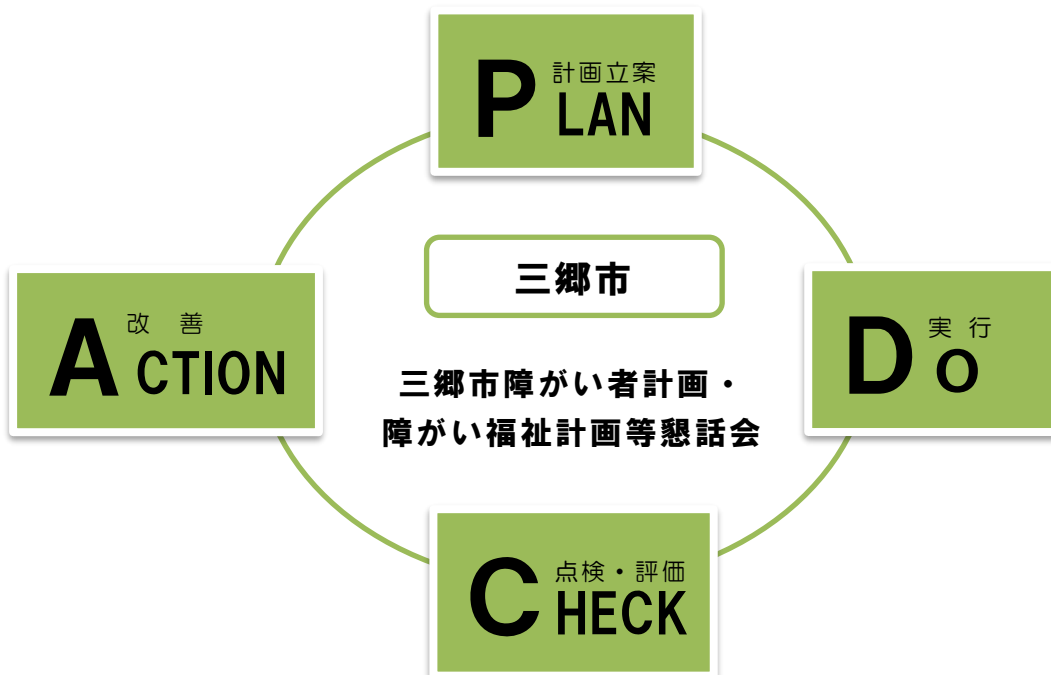 計画立案
PLAN
三郷市
改 善
ACTION
実 行
DO
三郷市障がい者計画・
障がい福祉計画等懇話会
点検・評価
CHECK